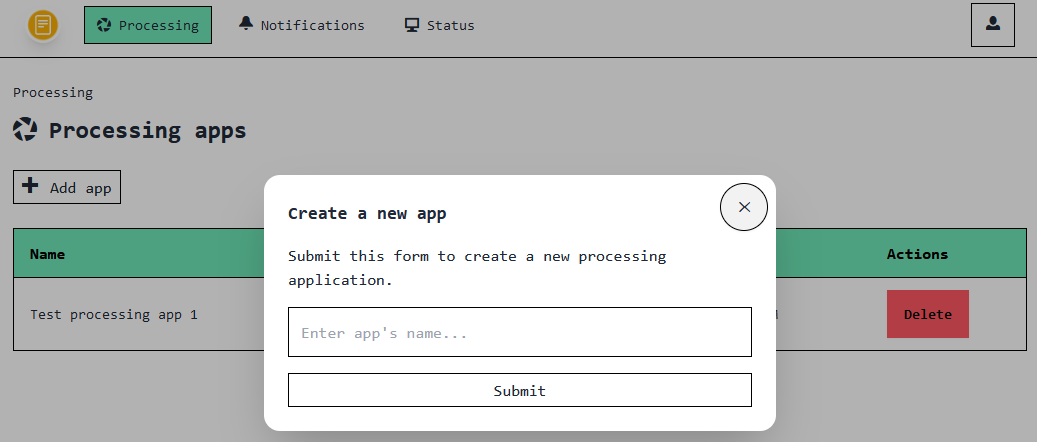 Processing
Notifications
Status
Processing
Processing apps
Add app
Create a new app
Submit this form to create a new processing
application.
Enter app's name...
Submit
Name
Actions
Test processing app 1
Delete